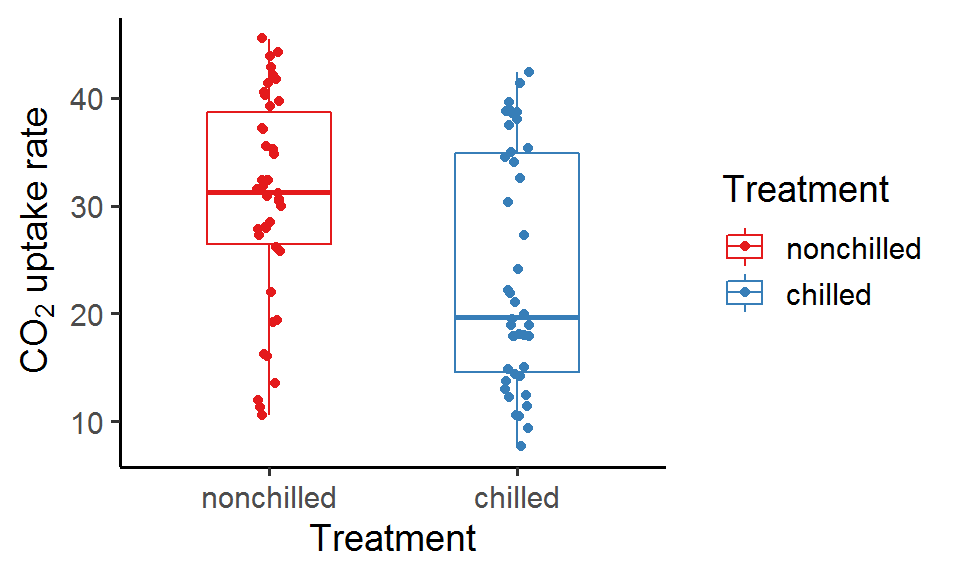 CO₂ uptake rate
40
30
20
10
nonchilled
chilled
Treatment
Treatment
nonchilled
chilled